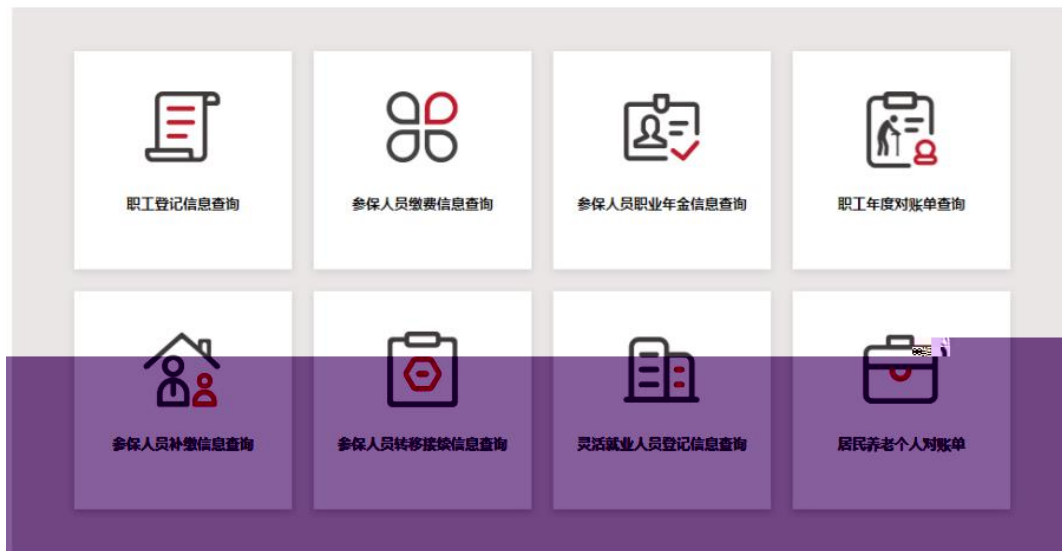 职工登记信息查询
参保人员缴费信息查询
参保人员职业年金信息查询
职工年度对账单查询
参保人员补缴信息查询
参保人员转移接续信息查询
灵活就业人员登记信息查询
居民养老个人对账单